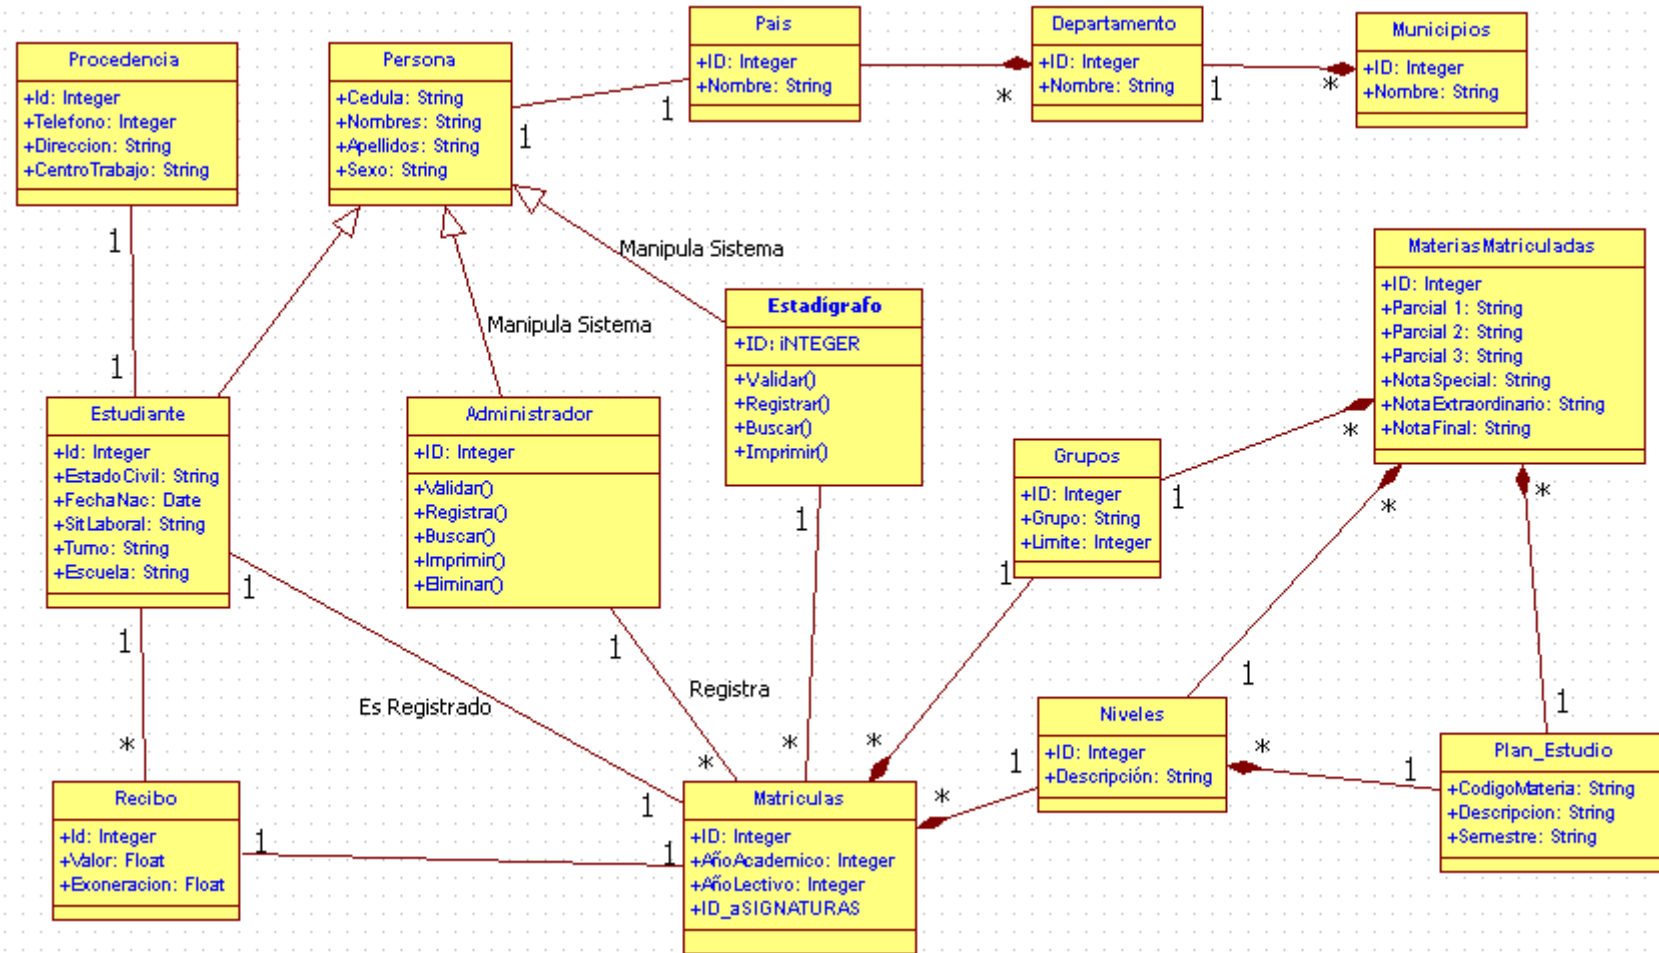 Procedencia
+Id: Integer
+Telefono: Integer
+Direccion: String
+CentroTrabajo: String
Persona
+Cedula: String
+Nombres: String
+Apellidos: String
+Sexo: String
Pais
+ID: Integer
+Nombre: String
Departamento
+ID: Integer
+Nombre: String
Municipios
+ID: Integer
+Nombre: String
1
1
*
1
*
1
1
Manipula Sistema
Manipula Sistema
Estadígrafo
+ID: iNTEGER
+Validar()
+Registrar()
+Buscar()
+Imprimir()
MateriasMatriculadas
+ID: Integer
+Parcial 1: String
+Parcial 2: String
+Parcial 3: String
+NotaSpecial: String
+NotaExtraordinario: String
+NotaFinal: String
Estudiante
+Id: Integer
+EstadoCivil: String
+FechaNac: Date
+SitLaboral: String
+Turno: String
+Escuela: String
Administrador
+ID: Integer
+Validar()
+Registra()
+Buscar()
+Imprimir()
+Eliminar()
Grupos
+ID: Integer
+Grupo: String
+Limite: Integer
*
1
*
*
1
1
1
1
1
1
1
Es Registrado
Registra
*
*
*
*
1
1
*
1
*
1
Niveles
+ID: Integer
+Descripción: String
Plan_Estudio
+CodigoMateria: String
+Descripcion: String
+Semestre: String
Recibo
+Id: Integer
+Valor: Float
+Exoneracion: Float
1
1
Matriculas
+ID: Integer
+AñoAcademico: Integer
+AñoLectivo: Integer
+ID_aSIGNATURAS